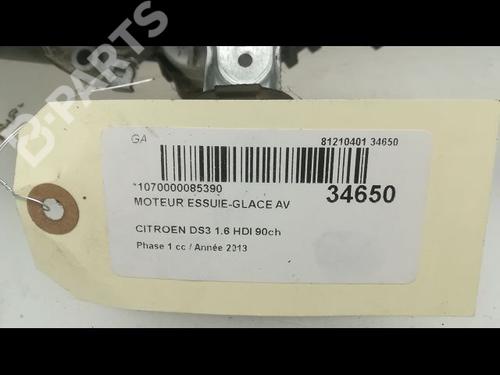 B-PARTS
GA
81210401 34650
*1070000085390
34650
MOTEUR ESSUIE-GLACE AV
CITROEN DS3 1.6 HDI 90ch
Phase 1 cc / Année 2013